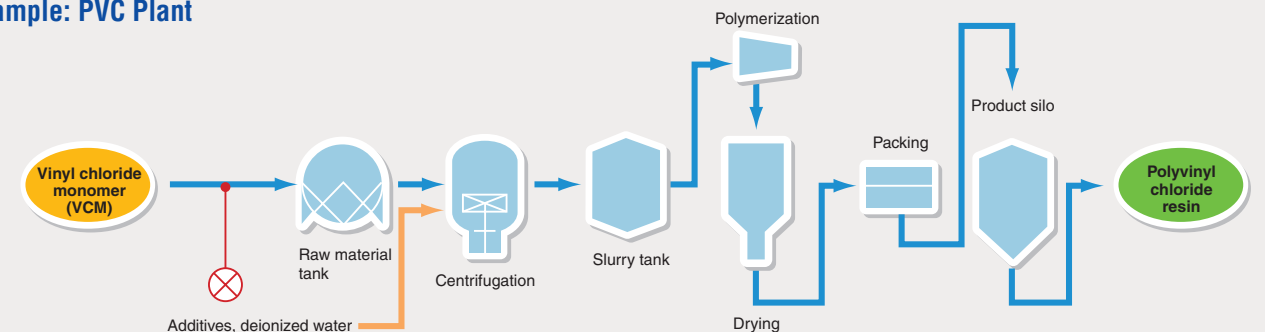 ample: PVC Plant
Polymerization
Product silo
Packing
Vinyl chloride
monomer
(VCM)
Polyvinyl
chloride
resin
Raw material
tank
Centrifugation
Slurry tank
Additives, deionized water
Drying